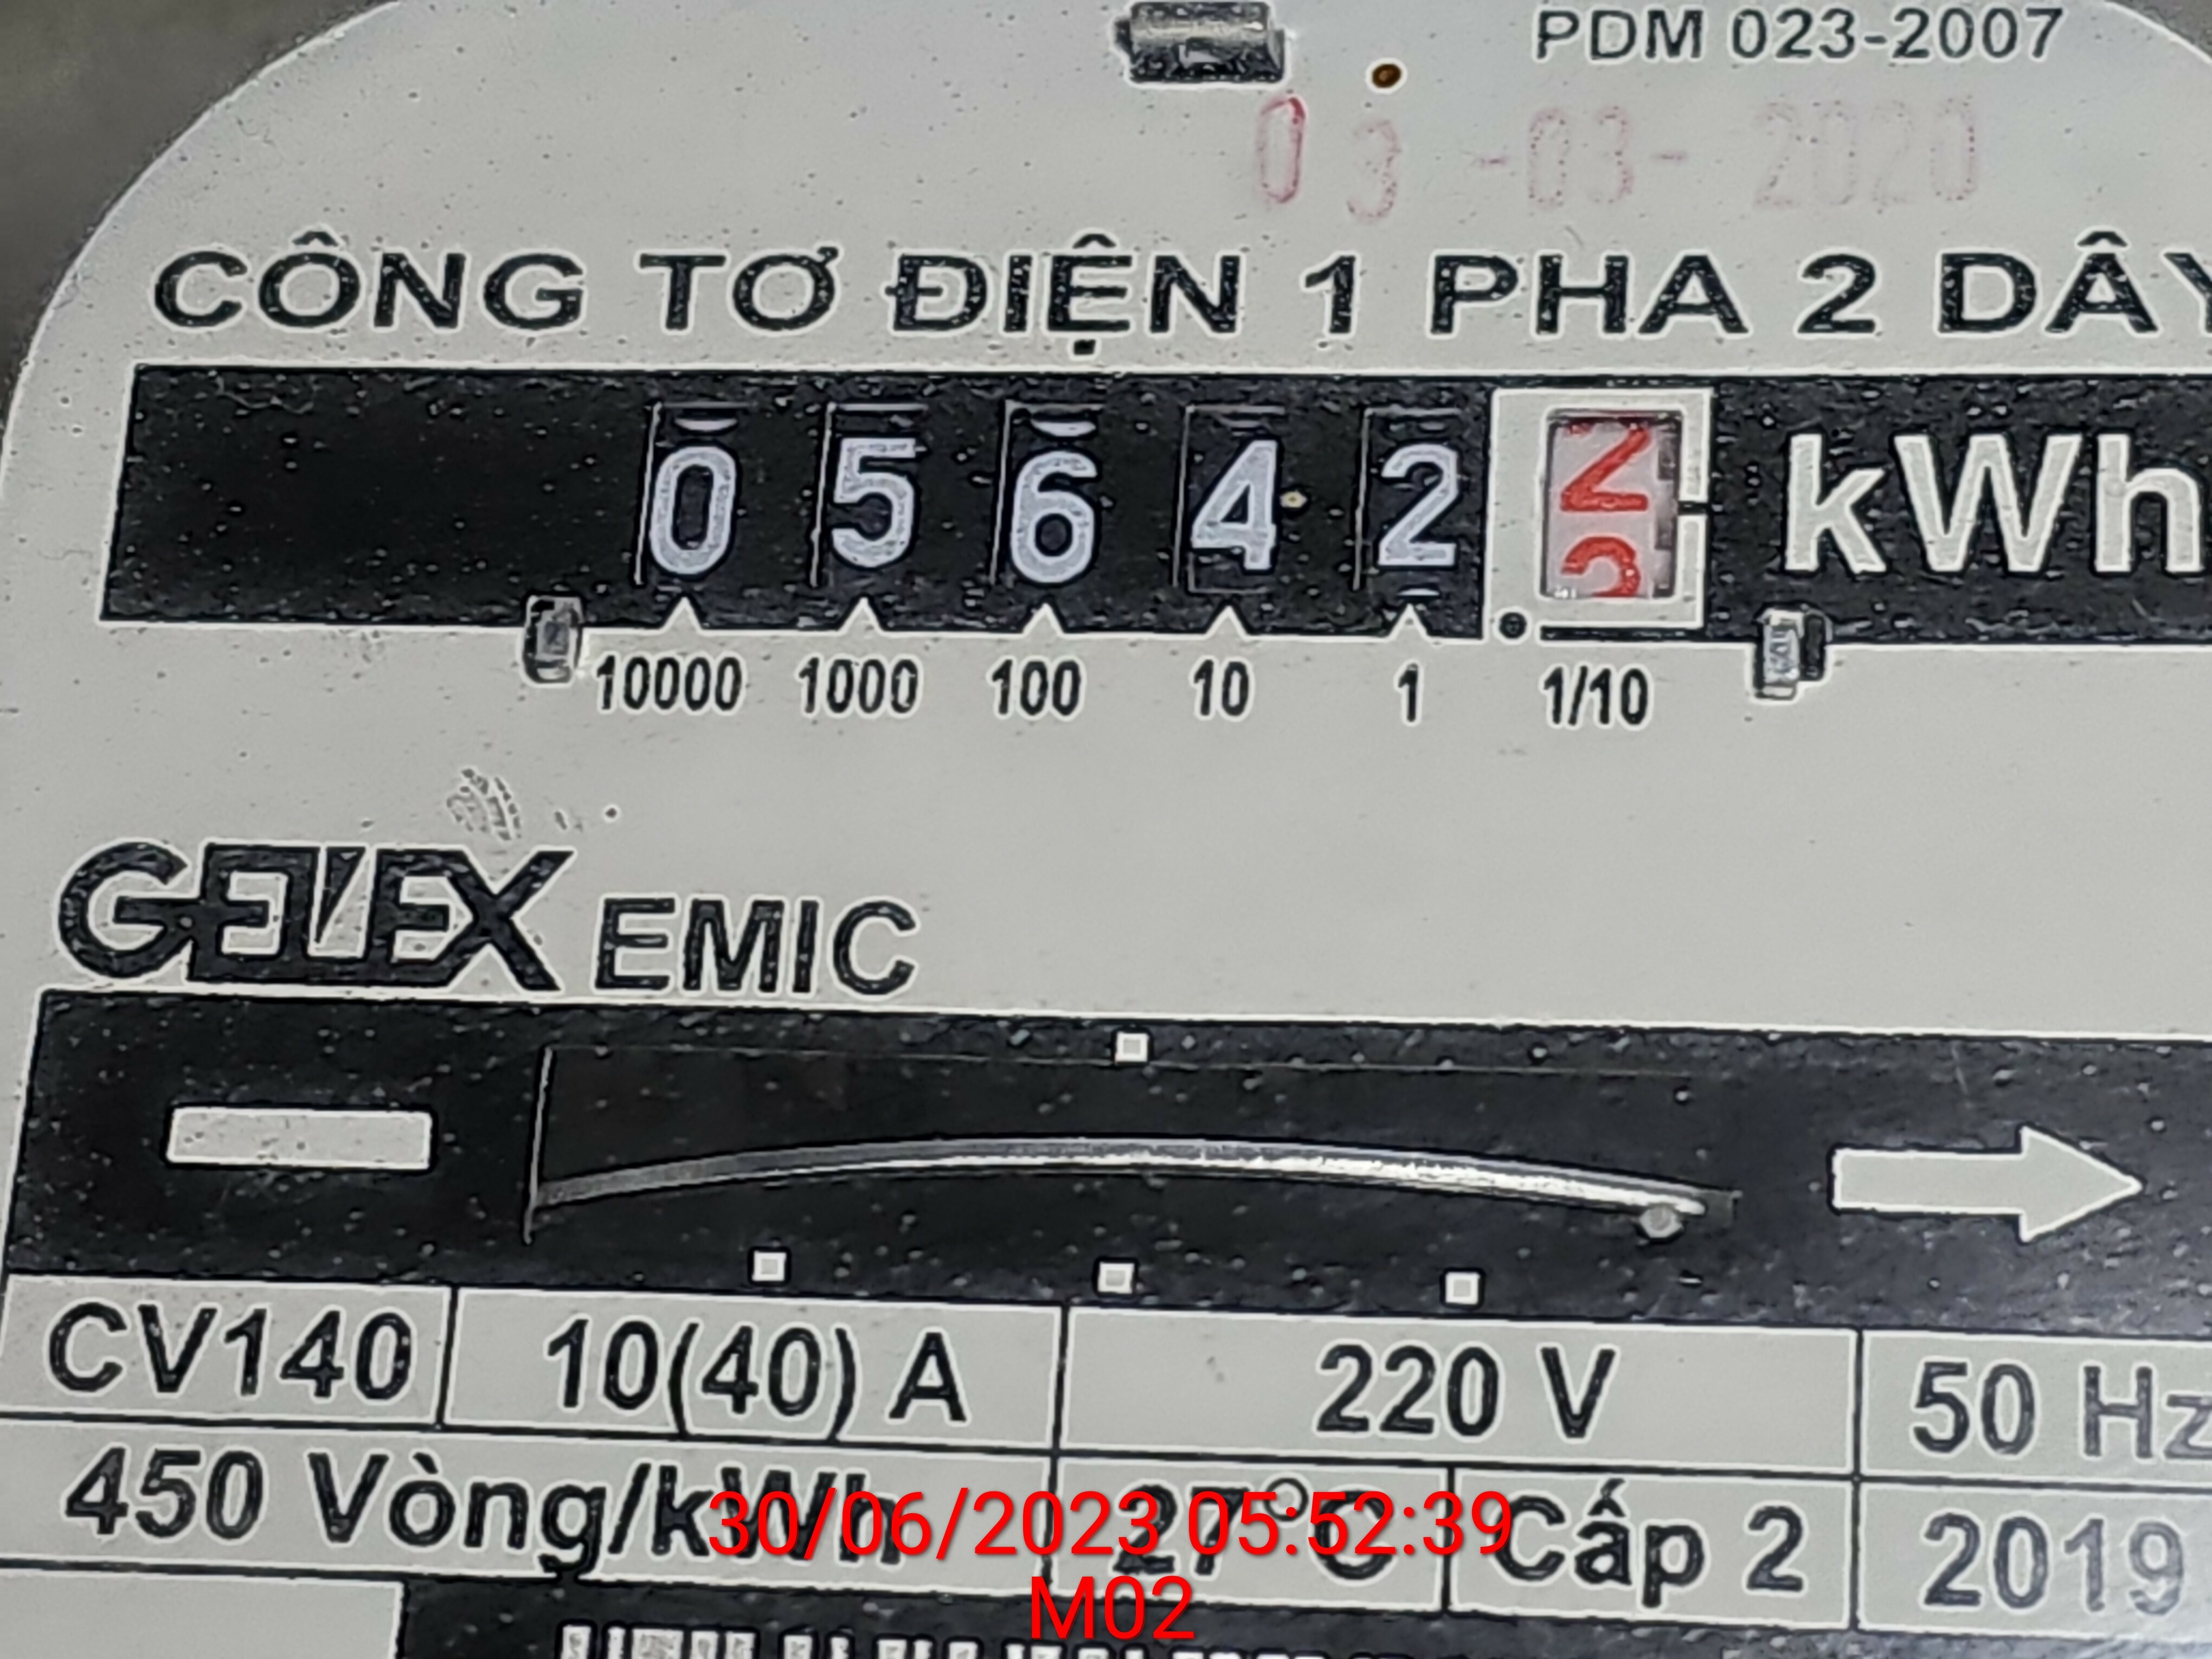 PDM 023-2007
03 -03- 2020
CÔNG TƠ ĐIỆN 1 PHA 2 DÂY
0 5 6 4 2 2 kWh
10000 1000 100 10 1 1/10
GELEX EMIC
CV140 10(40) A 220 V 50 Hz
450 Vòng/kWh 27°C Cấp 2 2019
30/06/2023 05:52:39
M02